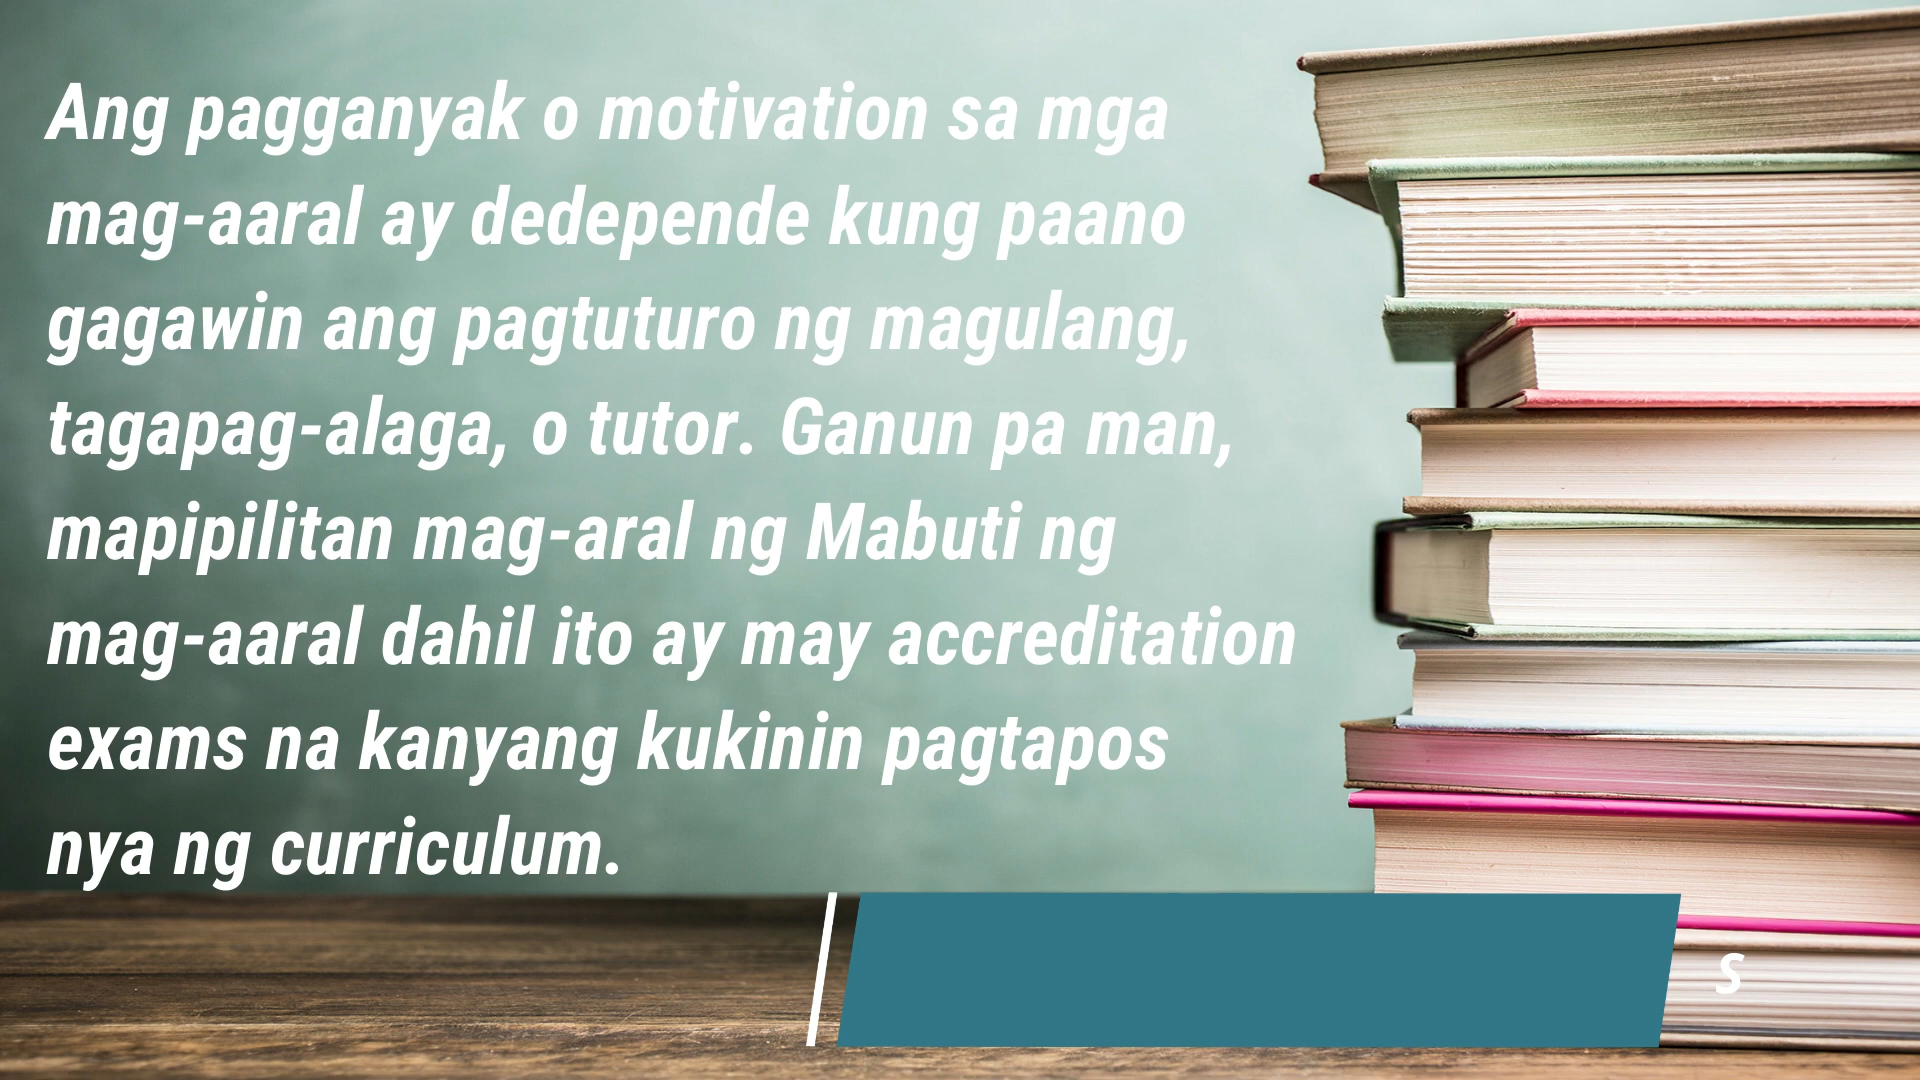 Ang pagganyak o motivation sa mga
mag-aaral ay dedepende kung paano
gagawin ang pagtuturo ng magulang,
tagapag-alaga, o tutor. Ganun pa man,
mapipilitan mag-aral ng Mabuti ng
mag-aaral dahil ito ay may accreditation
exams na kanyang kukinin pagtapos
nya ng curriculum.
S